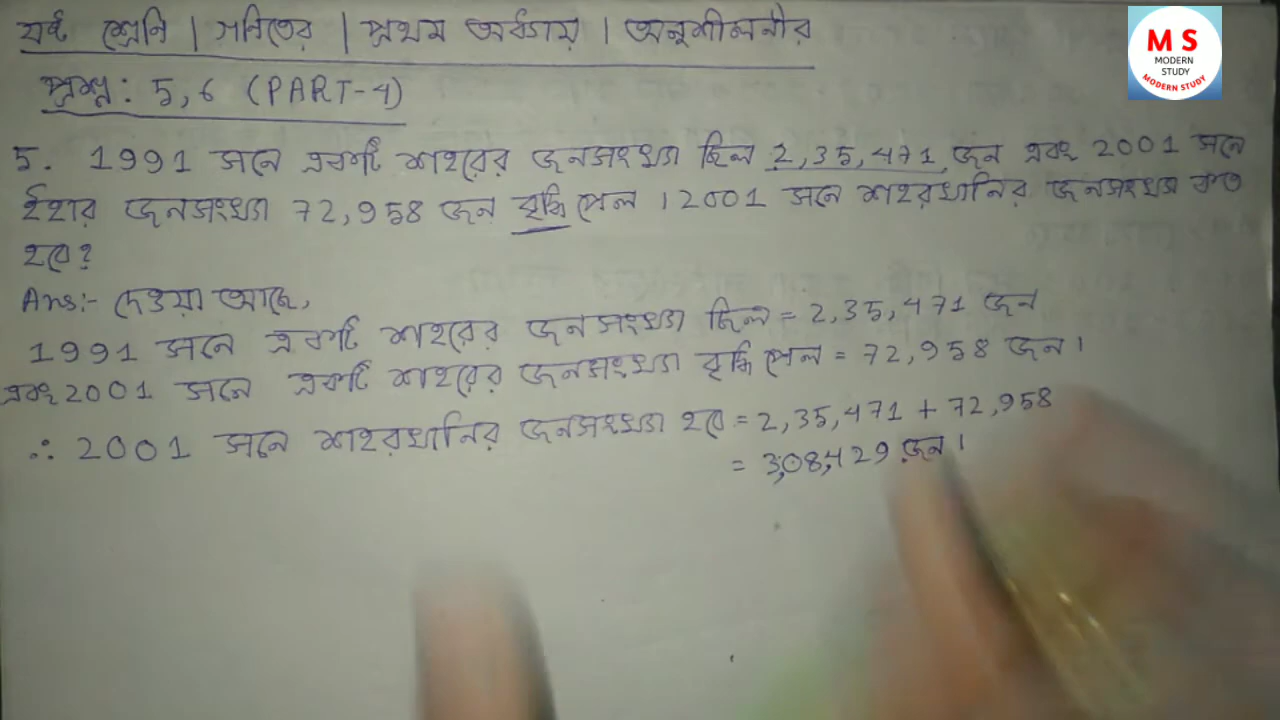 ষষ্ঠ শ্রেনি | গনিতের | প্রথম অধ্যায় | অনুশীলনীর
প্রশ্ন: 5,6 (PART-4)
M S
MODERN
STUDY
MODERN STUDY
5. 1991 সনে একটি শহরের জনসংখ্যা ছিল 2,35,471 জন এবং 2001 সনে
ইহার জনসংখ্যা 72,958 জন বৃদ্ধি পেল । 2001 সনে শহরখানির জনসংখ্যা কত
হবে?
Ans:- দেওয়া আছে,
1991 সনে একটি শহরের জনসংখ্যা ছিল = 2,35,471 জন
এবং 2001 সনে একটি শহরের জনসংখ্যা বৃদ্ধি পেল = 72,958 জন।
∴ 2001 সনে শহরখানির জনসংখ্যা হবে = 2,35,471 + 72,958
= 3,08,429 জন।